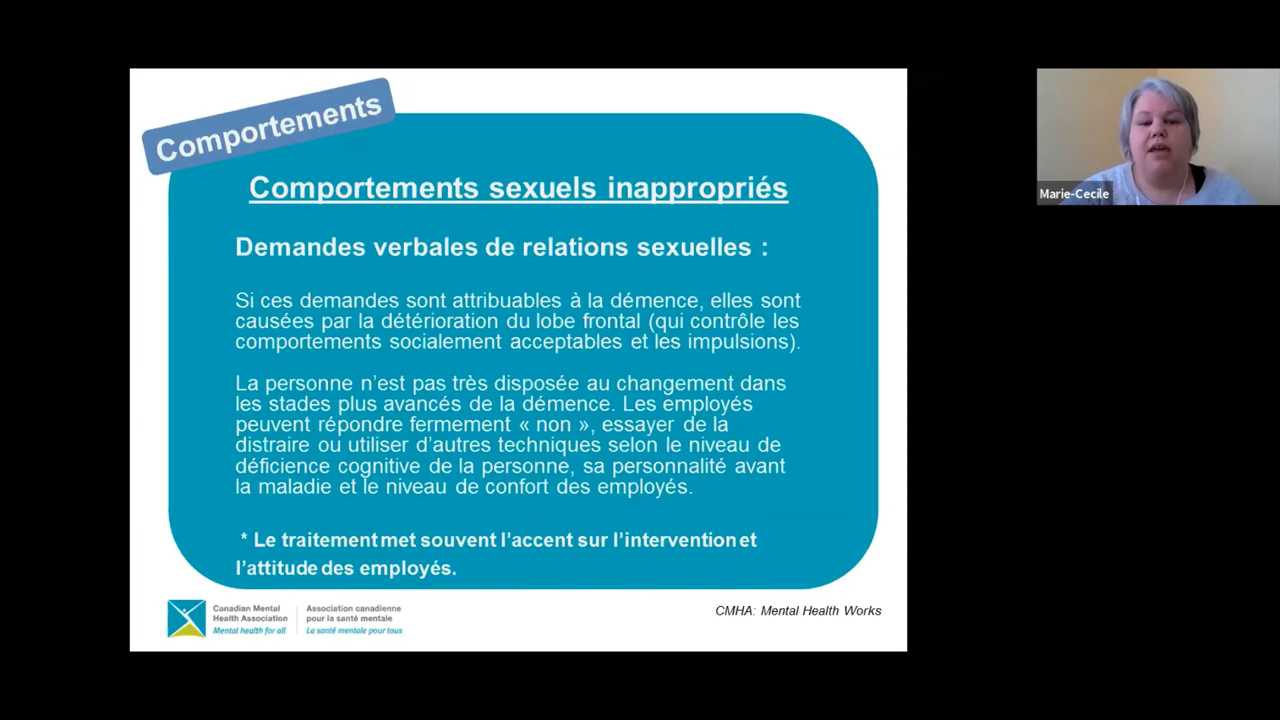 Comportements
Comportements sexuels inappropriés
Demandes verbales de relations sexuelles :
Si ces demandes sont attribuables à la démence, elles sont
causées par la détérioration du lobe frontal (qui contrôle les
comportements socialement acceptables et les impulsions).
La personne n’est pas très disposée au changement dans
les stades plus avancés de la démence. Les employés
peuvent répondre fermement « non », essayer de la
distraire ou utiliser d’autres techniques selon le niveau de
déficience cognitive de la personne, sa personnalité avant
la maladie et le niveau de confort des employés.
* Le traitement met souvent l’accent sur l’intervention et
l’attitude des employés.
Canadian Mental
Health Association
Mental health for all
Association canadienne
pour la santé mentale
La santé mentale pour tous
CMHA: Mental Health Works
Marie-Cecile